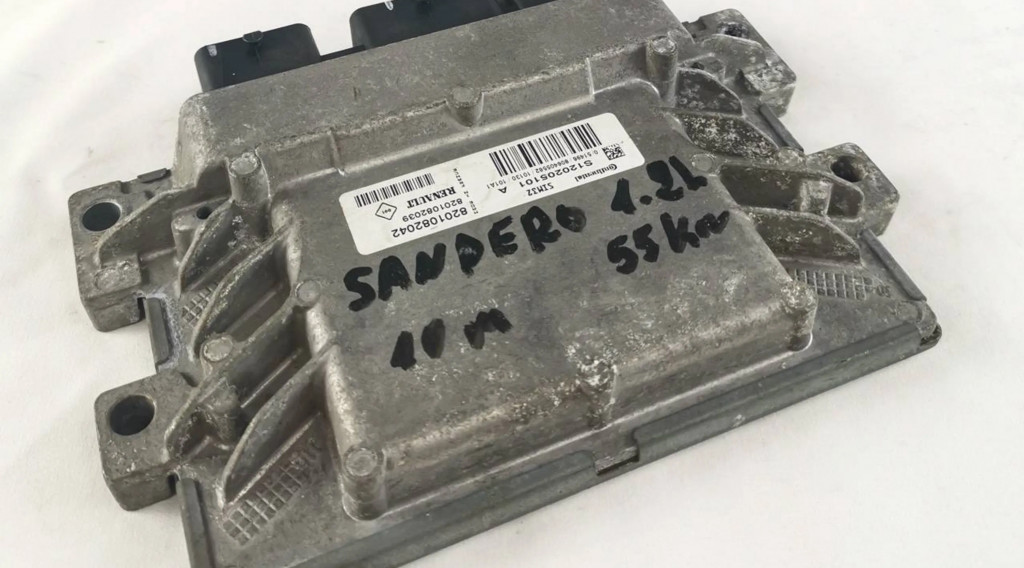 Continental
SIM32
S120205101 A
8201082042
8201082039
RENAULT
SANDERO 1.2L
55Kw
10 M